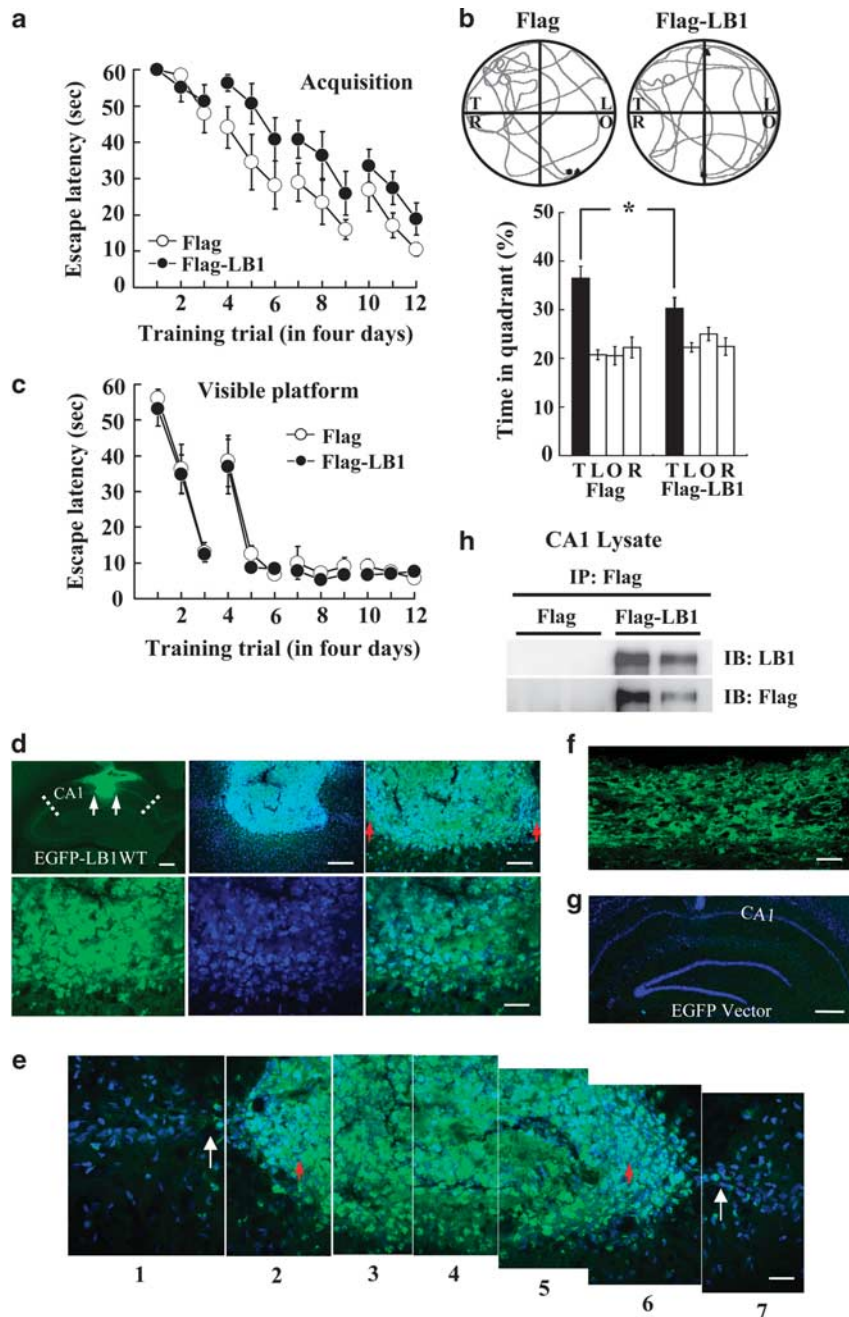 a
Acquisition
Escape latency (sec)
60
50
40
30
20
10
0
Flag
Flag-LB1
2 4 6 8 10 12
Training trial (in four days)
b
Flag Flag-LB1
T L
R O
T L
R O
*
Time in quadrant (%)
50
40
30
20
10
0
T L O R T L O R
Flag Flag-LB1
c
Visible platform
Escape latency (sec)
60
50
40
30
20
10
0
Flag
Flag-LB1
2 4 6 8 10 12
Training trial (in four days)
h
CA1 Lysate
IP: Flag
Flag Flag-LB1
IB: LB1
IB: Flag
d
CA1
EGFP-LB1WT
f
g
CA1
EGFP Vector
e
1 2 3 4 5 6 7